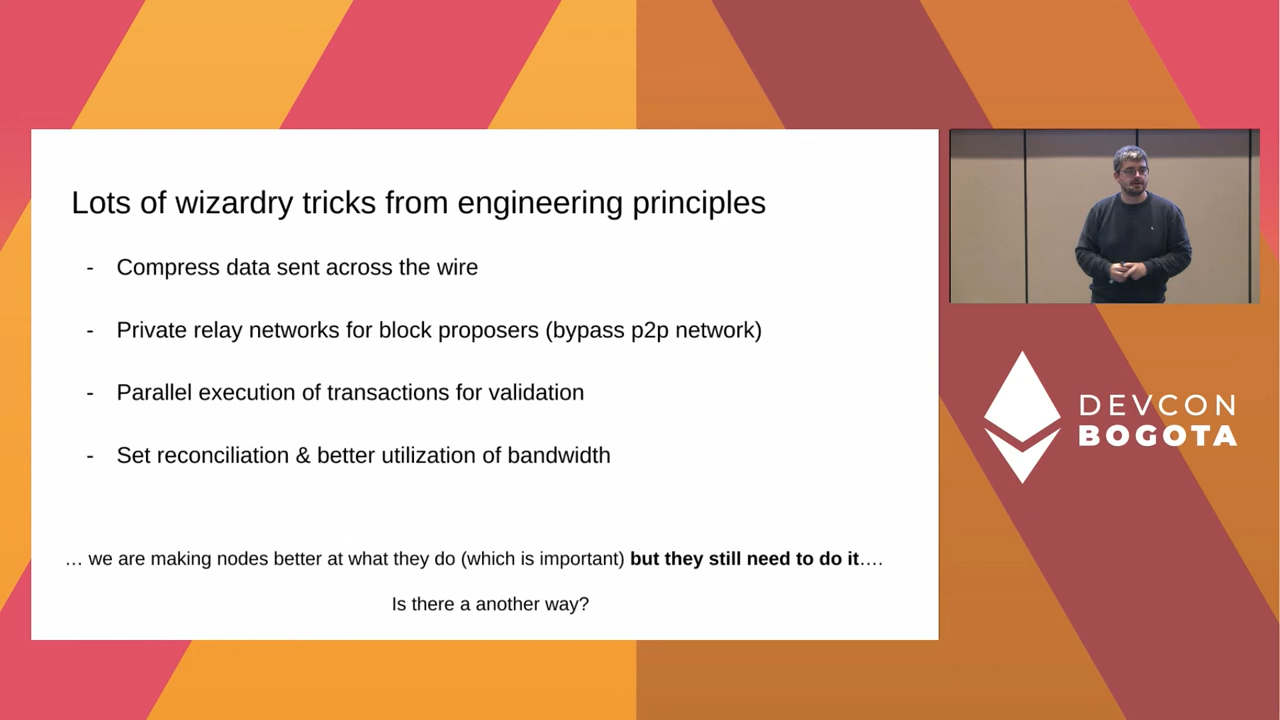 Lots of wizardry tricks from engineering principles
- Compress data sent across the wire
- Private relay networks for block proposers (bypass p2p network)
- Parallel execution of transactions for validation
- Set reconciliation & better utilization of bandwidth
… we are making nodes better at what they do (which is important) but they still need to do it….
Is there a another way?
DEVCON
BOGOTA